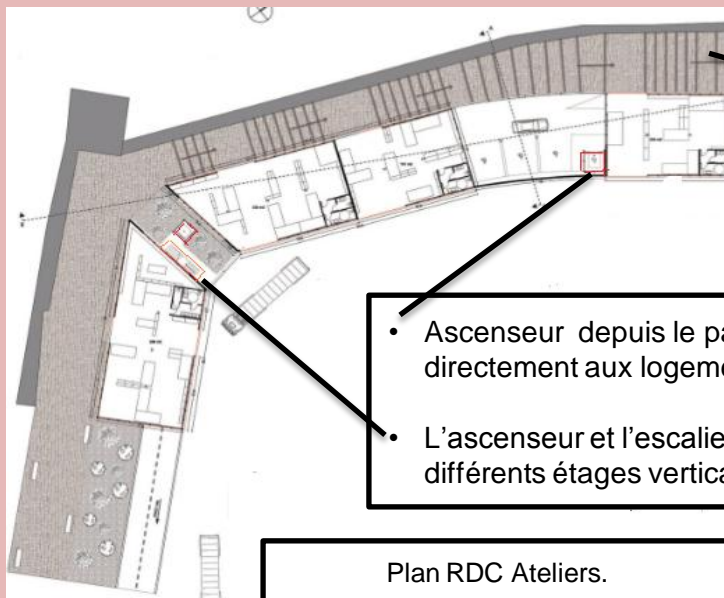 • Ascenseur depuis le pa
directement aux logeme
• L'ascenseur et l'escalie
différents étages vertica
Plan RDC Ateliers.